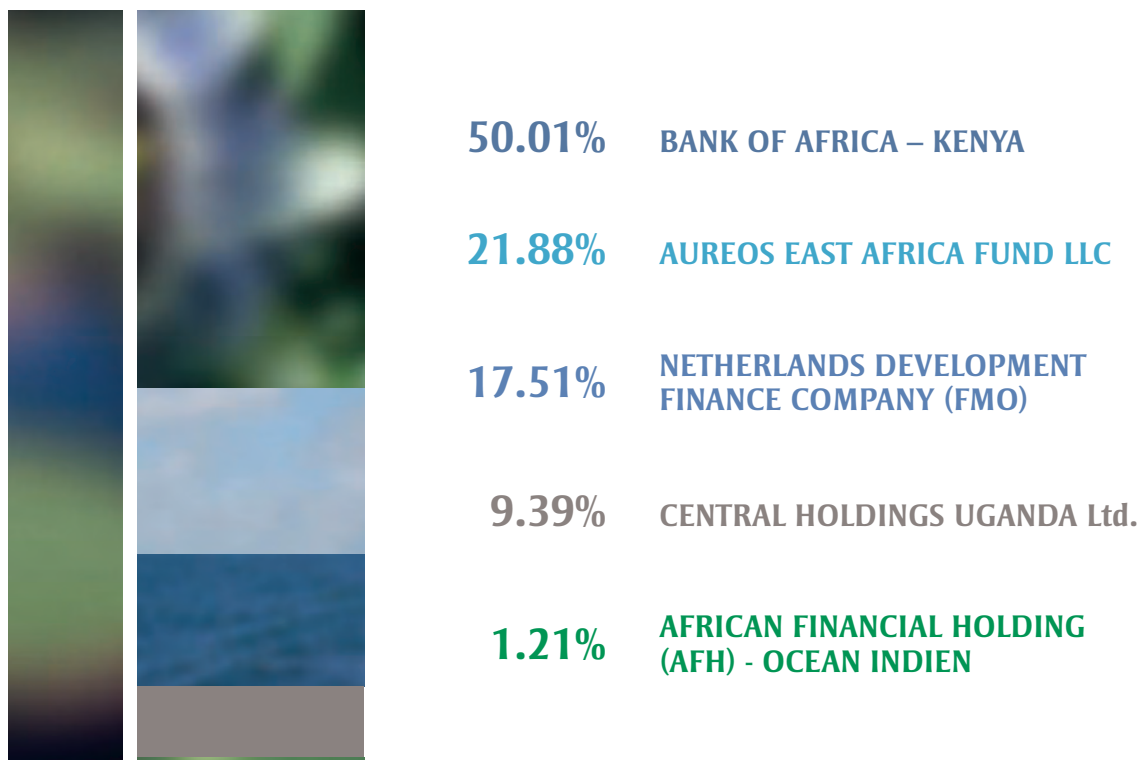 50.01% BANK OF AFRICA – KENYA
21.88% AUREOS EAST AFRICA FUND LLC
17.51% NETHERLANDS DEVELOPMENT
FINANCE COMPANY (FMO)
9.39% CENTRAL HOLDINGS UGANDA Ltd.
1.21% AFRICAN FINANCIAL HOLDING
(AFH) - OCEAN INDIEN